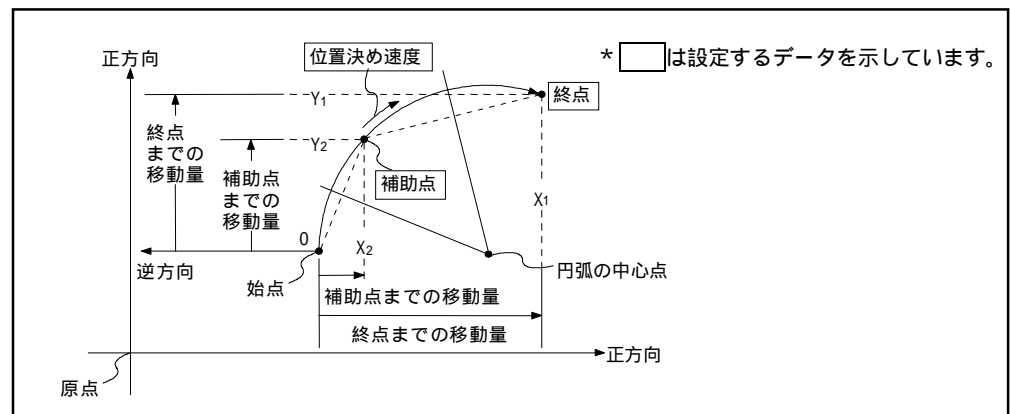 正方向
位置決め速度
* は設定するデータを示しています。
Y1
終点
終点
までの
移動量
Y2
補助点
までの
移動量
補助点
X1
0
X2
逆方向
始点
円弧の中心点
補助点までの移動量
終点までの移動量
正方向
原点